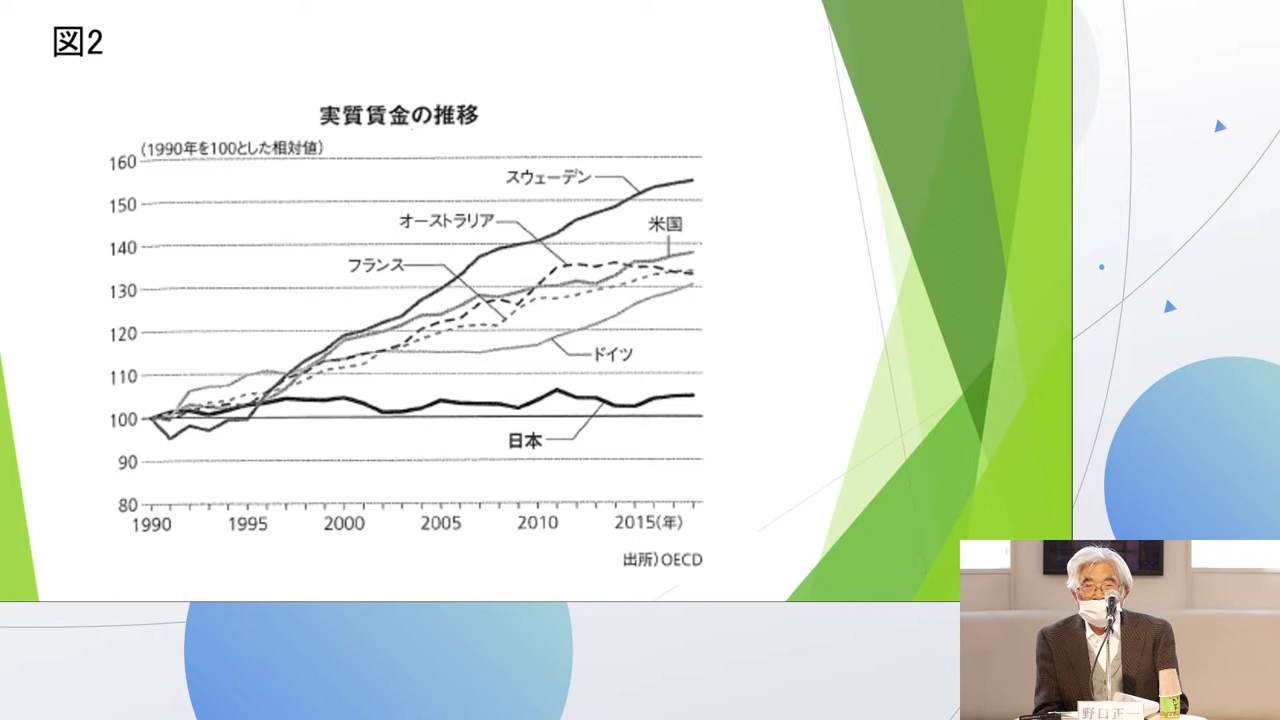 図2
実質賃金の推移
(1990年を100とした相対値)
160
150
140
130
120
110
100
90
80
スウェーデン
オーストラリア
米国
フランス
ドイツ
日本
1990
1995
2000
2005
2010
2015(年)
出所)OECD
野口正一